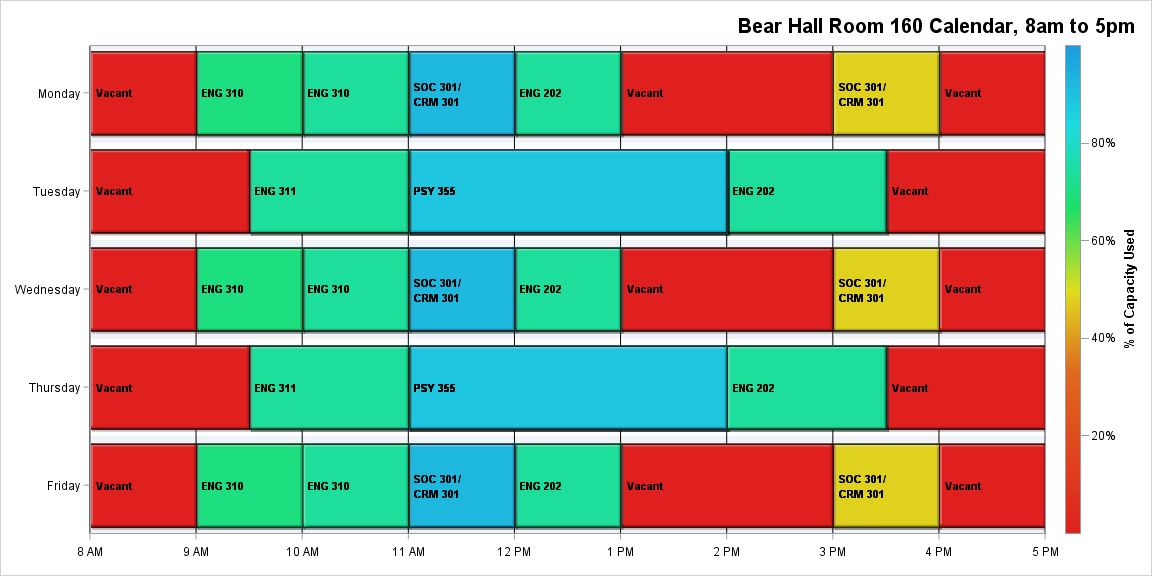 Bear Hall Room 160 Calendar, 8am to 5pm
Monday
Vacant
ENG 310
ENG 310
SOC 301/
CRM 301
ENG 202
Vacant
SOC 301/
CRM 301
Vacant
Tuesday
Vacant
ENG 311
PSY 355
ENG 202
Vacant
Wednesday
Vacant
ENG 310
ENG 310
SOC 301/
CRM 301
ENG 202
Vacant
SOC 301/
CRM 301
Vacant
Thursday
Vacant
ENG 311
PSY 355
ENG 202
Vacant
Friday
Vacant
ENG 310
ENG 310
SOC 301/
CRM 301
ENG 202
Vacant
SOC 301/
CRM 301
Vacant
8 AM
9 AM
10 AM
11 AM
12 PM
1 PM
2 PM
3 PM
4 PM
5 PM
80%
60%
40%
20%
% of Capacity Used